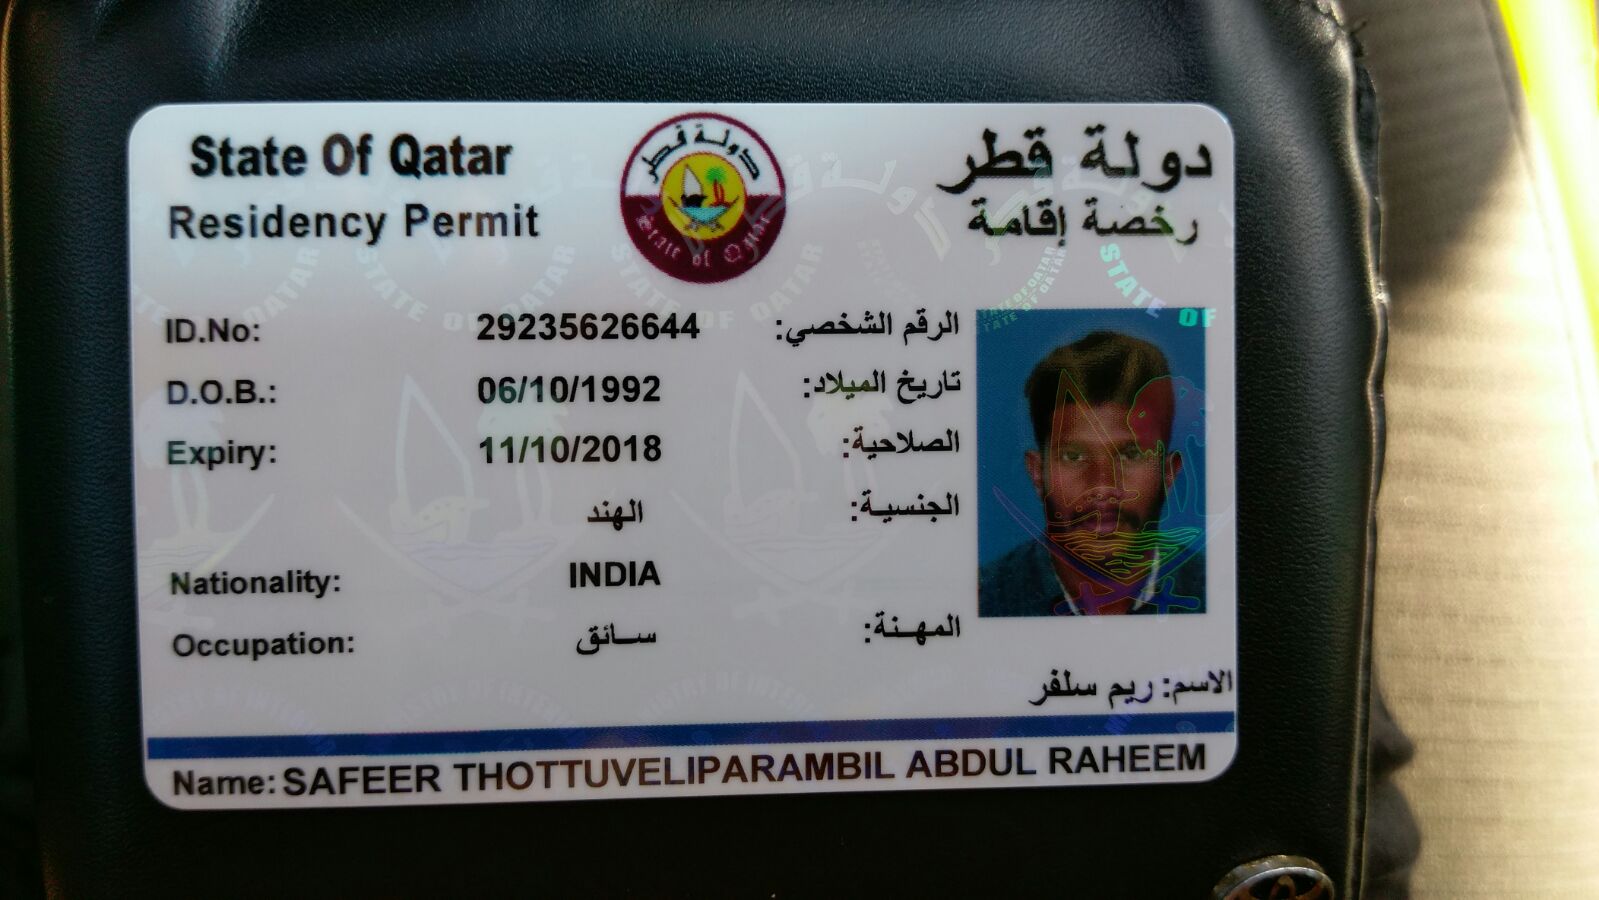 State Of Qatar
دولة قطر
Residency Permit
رخصة إقامة
دولة قطر
State of Qatar
ID.No: 29235626644 الرقم الشخصي:
D.O.B.: 06/10/1992 تاريخ الميلاد:
Expiry: 11/10/2018 الصلاحية:
الهند الجنسية:
Nationality: INDIA
Occupation: سائق المهنة:
الاسم: ريم سلفر
Name: SAFEER THOTTUVELIPARAMBIL ABDUL RAHEEM